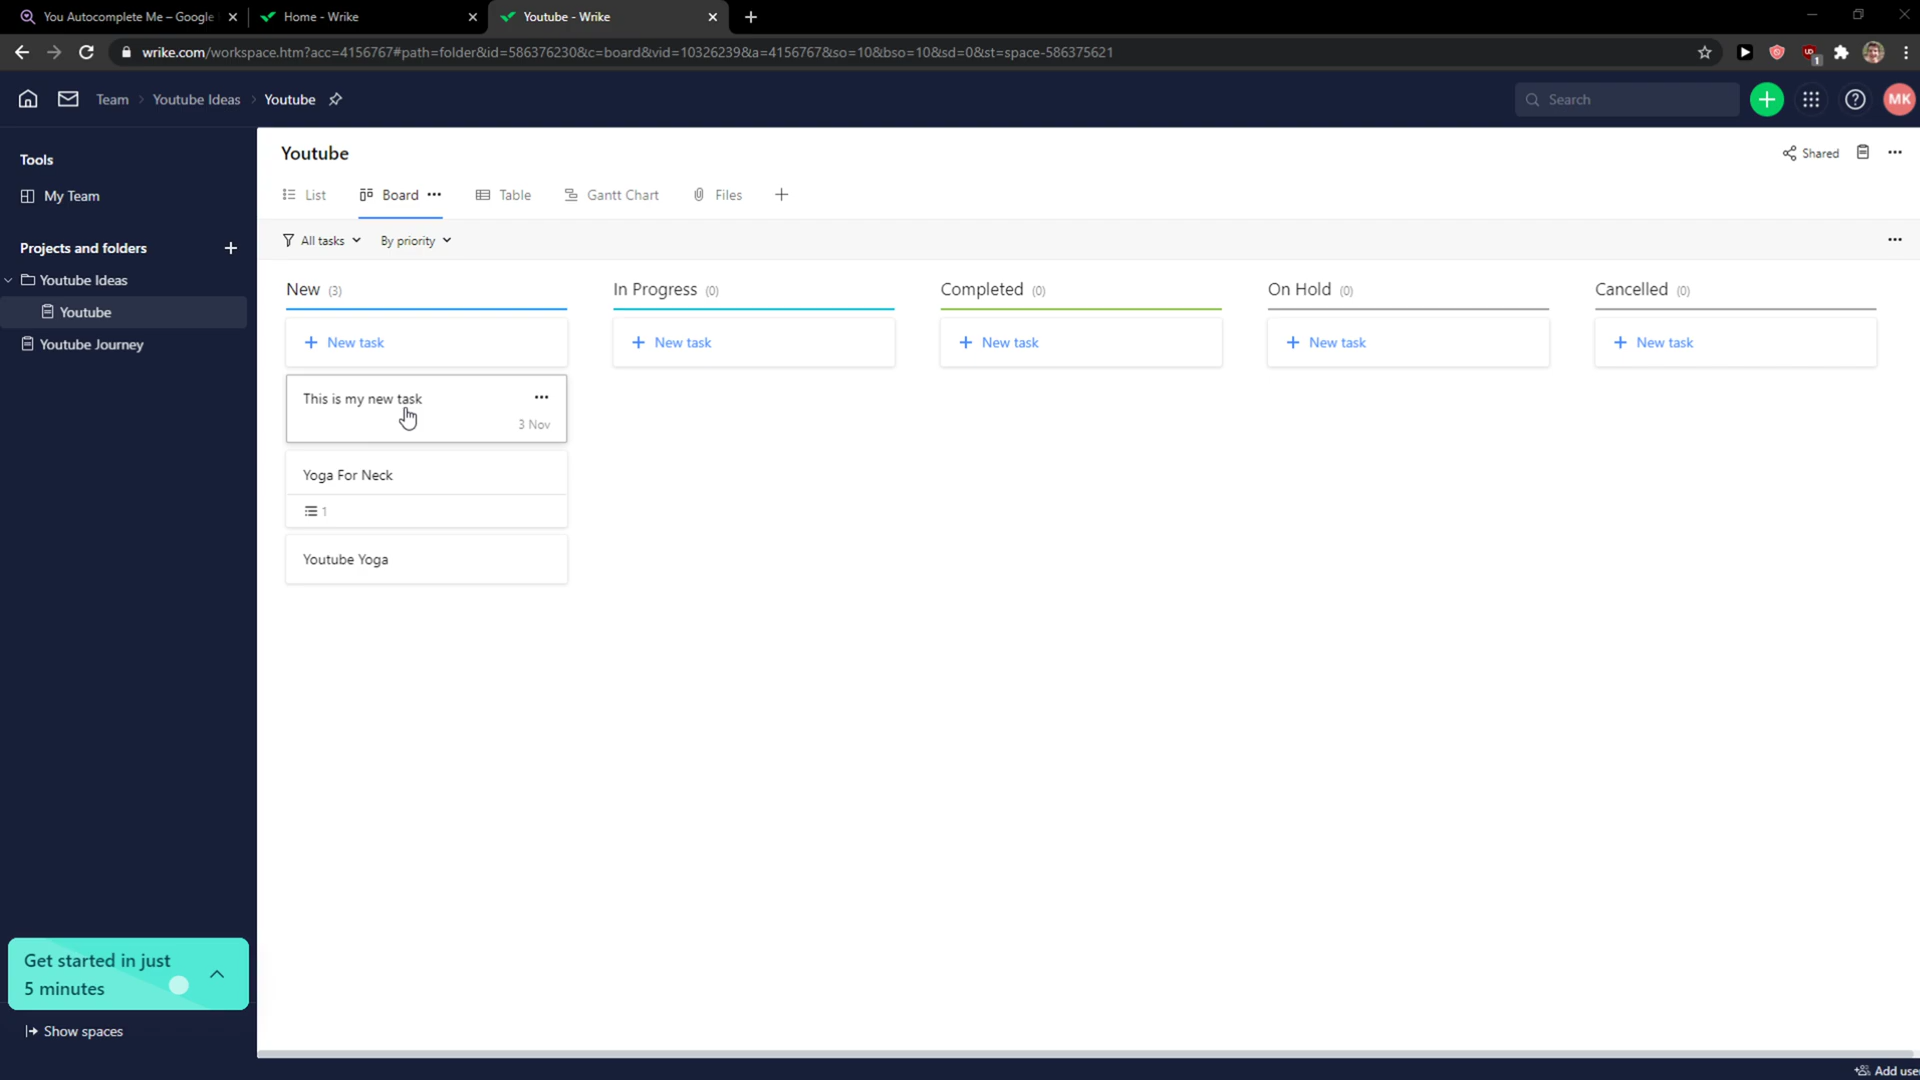 You Autocomplete Me – Google
Home - Wrike
Youtube - Wrike
wrike.com/workspace.htm?acc=4156767#path=folder&id=586376230&c=board&vid=10326239&a=4156767&so=10&bso=10&sd=0&st=space-586375621
1
Team > Youtube Ideas > Youtube
Search
MK
Tools
My Team
Projects and folders
Youtube Ideas
Youtube
Youtube Journey
Get started in just
5 minutes
Show spaces
Youtube
Shared
List
Board
Table
Gantt Chart
Files
All tasks
By priority
New (3)
New task
This is my new task
3 Nov
Yoga For Neck
1
Youtube Yoga
In Progress (0)
New task
Completed (0)
New task
On Hold (0)
New task
Cancelled (0)
New task
Add use